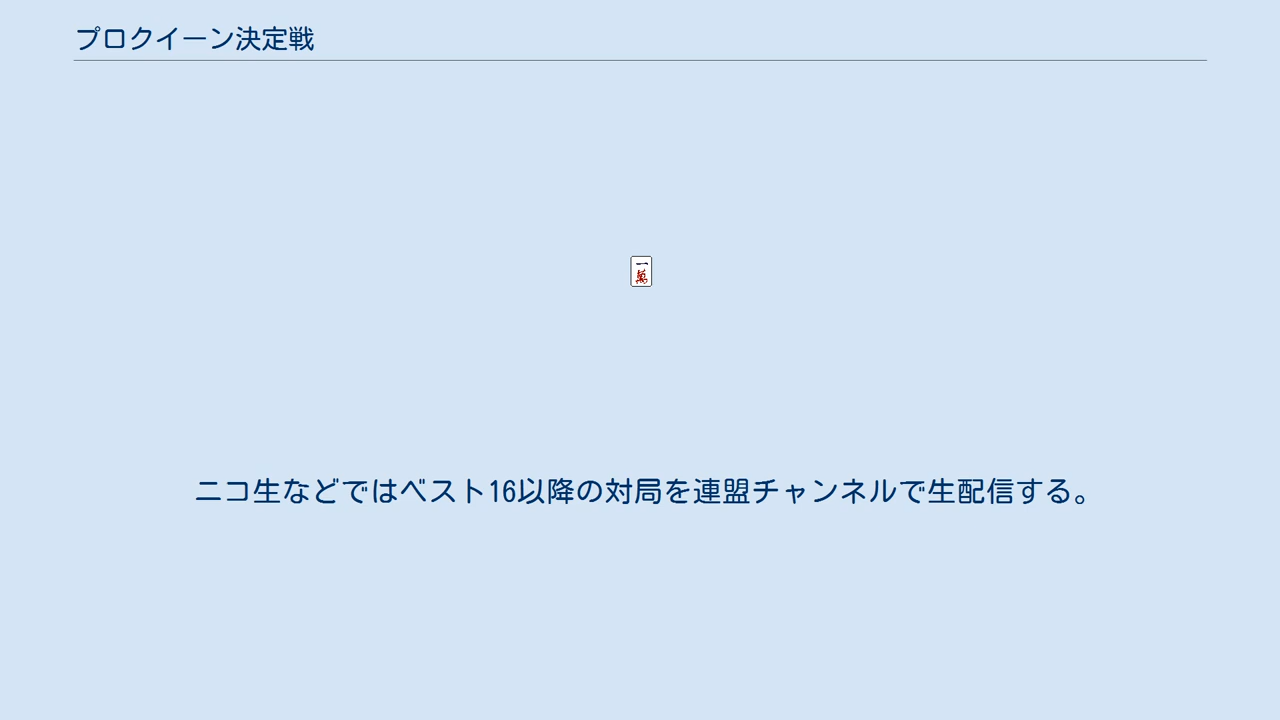 プロクイーン決定戦
一
萬
ニコ生などではベスト16以降の対局を連盟チャンネルで生配信する。